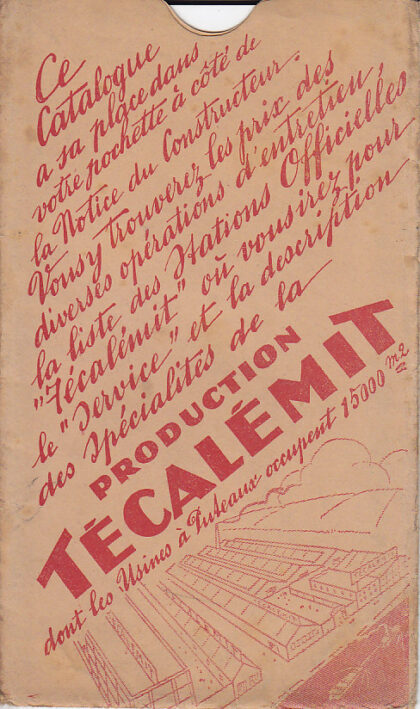 Ce
Catalogue
a sa place dans
votre pochette à côté de
la Notice du Constructeur.
Vous y trouverez les prix des
diverses opérations d'entretien,
la liste des Stations Officielles
"Técalémit" où vous irez pour
le "Service" et la description
des Spécialités de la
PRODUCTION
TÉCALÉMIT
dont les Usines à Puteaux occupent 15000 m2